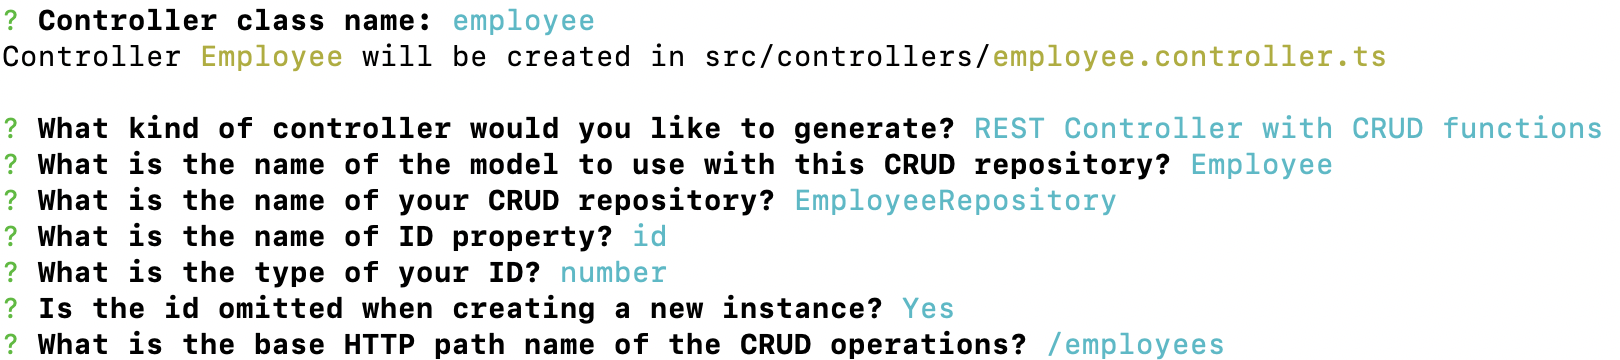 ? Controller class name: employee
Controller Employee will be created in src/controllers/employee.controller.ts
? What kind of controller would you like to generate? REST Controller with CRUD functions
? What is the name of the model to use with this CRUD repository? Employee
? What is the name of your CRUD repository? EmployeeRepository
? What is the name of ID property? id
? What is the type of your ID? number
? Is the id omitted when creating a new instance? Yes
? What is the base HTTP path name of the CRUD operations? /employees